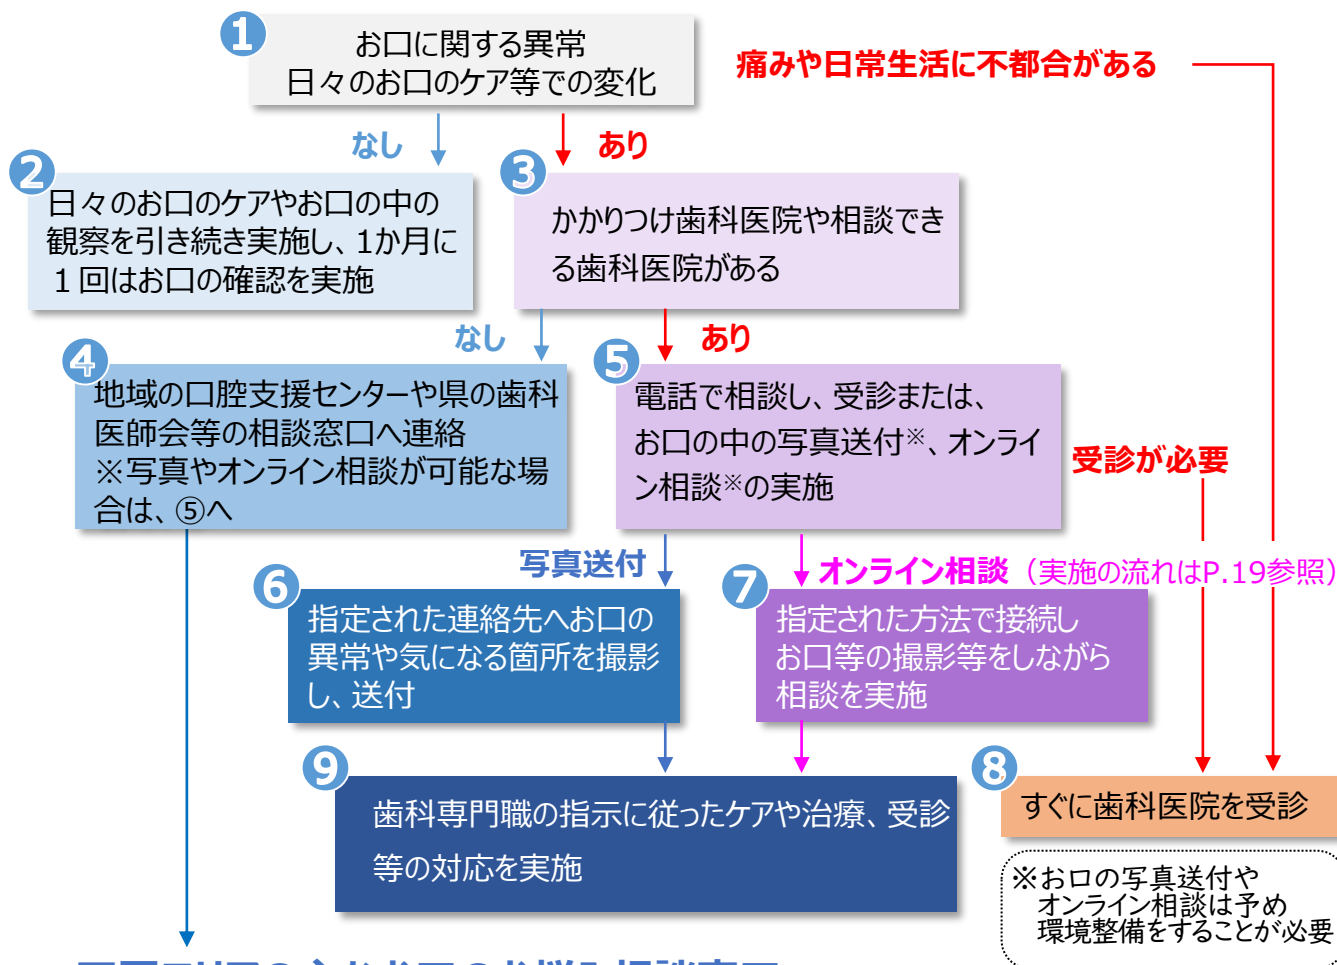 1
お口に関する異常
日々のお口のケア等での変化
痛みや日常生活に不都合がある
なし
あり
2
日々のお口のケアやお口の中の
観察を引き続き実施し、1か月に
１回はお口の確認を実施
3
かかりつけ歯科医院や相談でき
る歯科医院がある
なし
あり
4
地域の口腔支援センターや県の歯科
医師会等の相談窓口へ連絡
※写真やオンライン相談が可能な場
合は、⑤へ
5
電話で相談し、受診または、
お口の中の写真送付※、オンライ
ン相談※の実施
受診が必要
写真送付
オンライン相談（実施の流れはP.19参照）
6
指定された連絡先へお口の
異常や気になる箇所を撮影
し、送付
7
指定された方法で接続し
お口等の撮影等をしながら
相談を実施
9
歯科専門職の指示に従ったケアや治療、受診
等の対応を実施
8
すぐに歯科医院を受診
※お口の写真送付や
オンライン相談は予め
環境整備をすることが必要